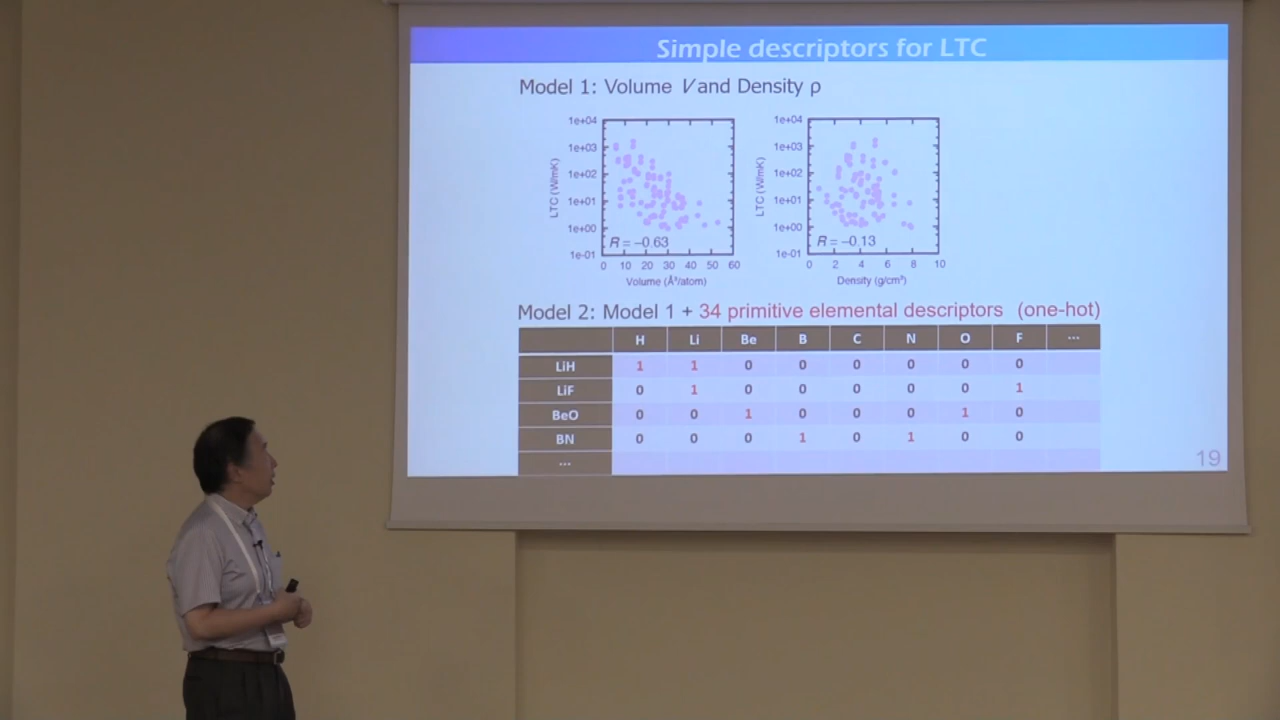 Simple descriptors for LTC
Model 1: Volume V and Density ρ
1e+04
1e+03
1e+02
1e+01
1e+00
1e-01
LTC (W/mK)
R = –0.63
0 10 20 30 40 50 60
Volume (Å³/atom)
1e+04
1e+03
1e+02
1e+01
1e+00
1e-01
LTC (W/mK)
R = –0.13
0 2 4 6 8 10
Density (g/cm³)
Model 2: Model 1 + 34 primitive elemental descriptors (one-hot)
H Li Be B C N O F ...
LiH 1 1 0 0 0 0 0 0
LiF 0 1 0 0 0 0 0 1
BeO 0 0 1 0 0 0 1 0
BN 0 0 0 1 0 1 0 0
...
19